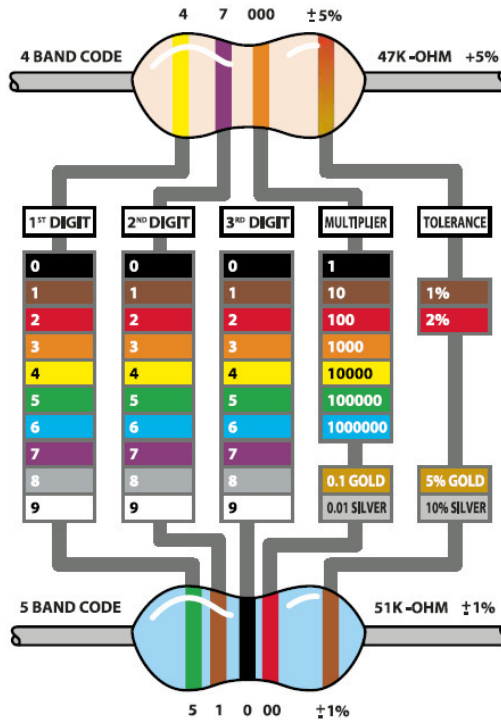 4 7 000 ±5%
4 BAND CODE 47K-OHM +5%
1ST DIGIT 2ND DIGIT 3RD DIGIT MULTIPLIER TOLERANCE
0 0 0 1
1 1 1 10 1%
2 2 2 100 2%
3 3 3 1000
4 4 4 10000
5 5 5 100000
6 6 6 1000000
7 7 7
8 8 8 0.1 GOLD 5% GOLD
9 9 9 0.01 SILVER 10% SILVER
5 BAND CODE 51K-OHM ±1%
5 1 0 00 ±1%